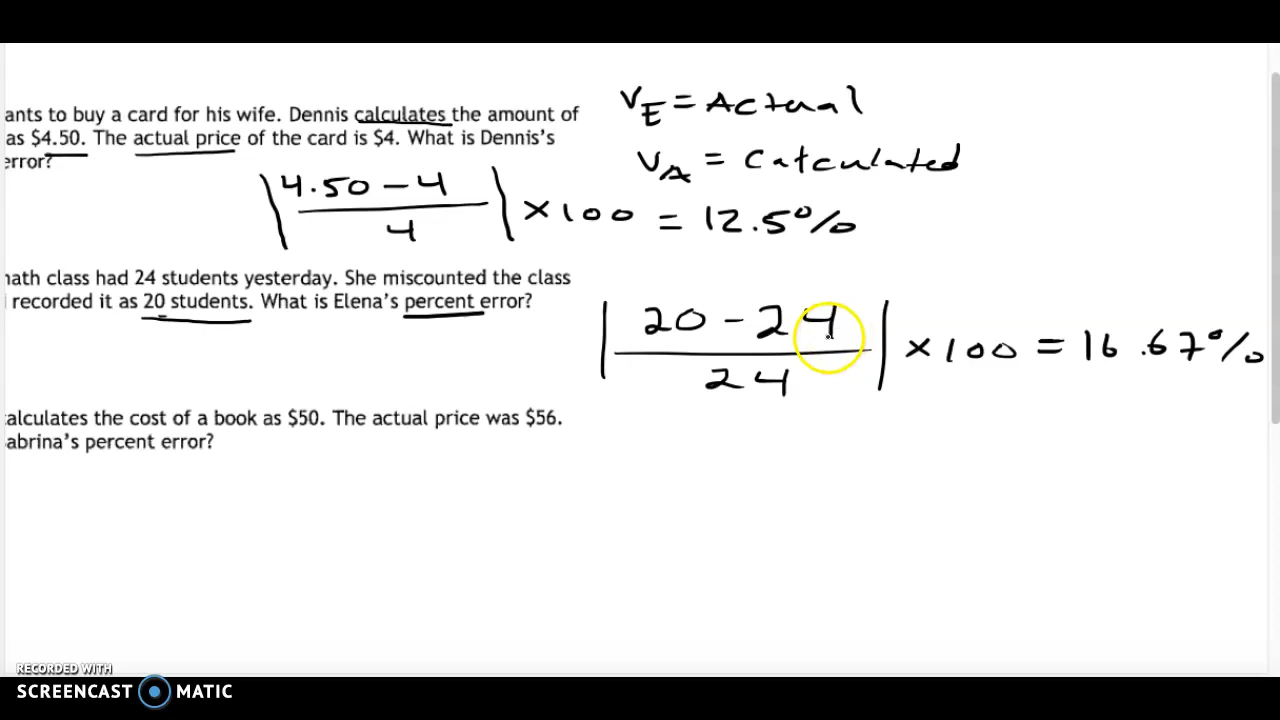 ants to buy a card for his wife. Dennis calculates the amount of
as $4.50. The actual price of the card is $4. What is Dennis's
error?
VE = Actual
VA = Calculated
|4.50 - 4
4| × 100 = 12.5%
math class had 24 students yesterday. She miscounted the class
recorded it as 20 students. What is Elena's percent error?
|20 - 24
24| × 100 = 16.67%
calculates the cost of a book as $50. The actual price was $56.
Sabrina's percent error?
RECORDED WITH
SCREENCAST MATIC